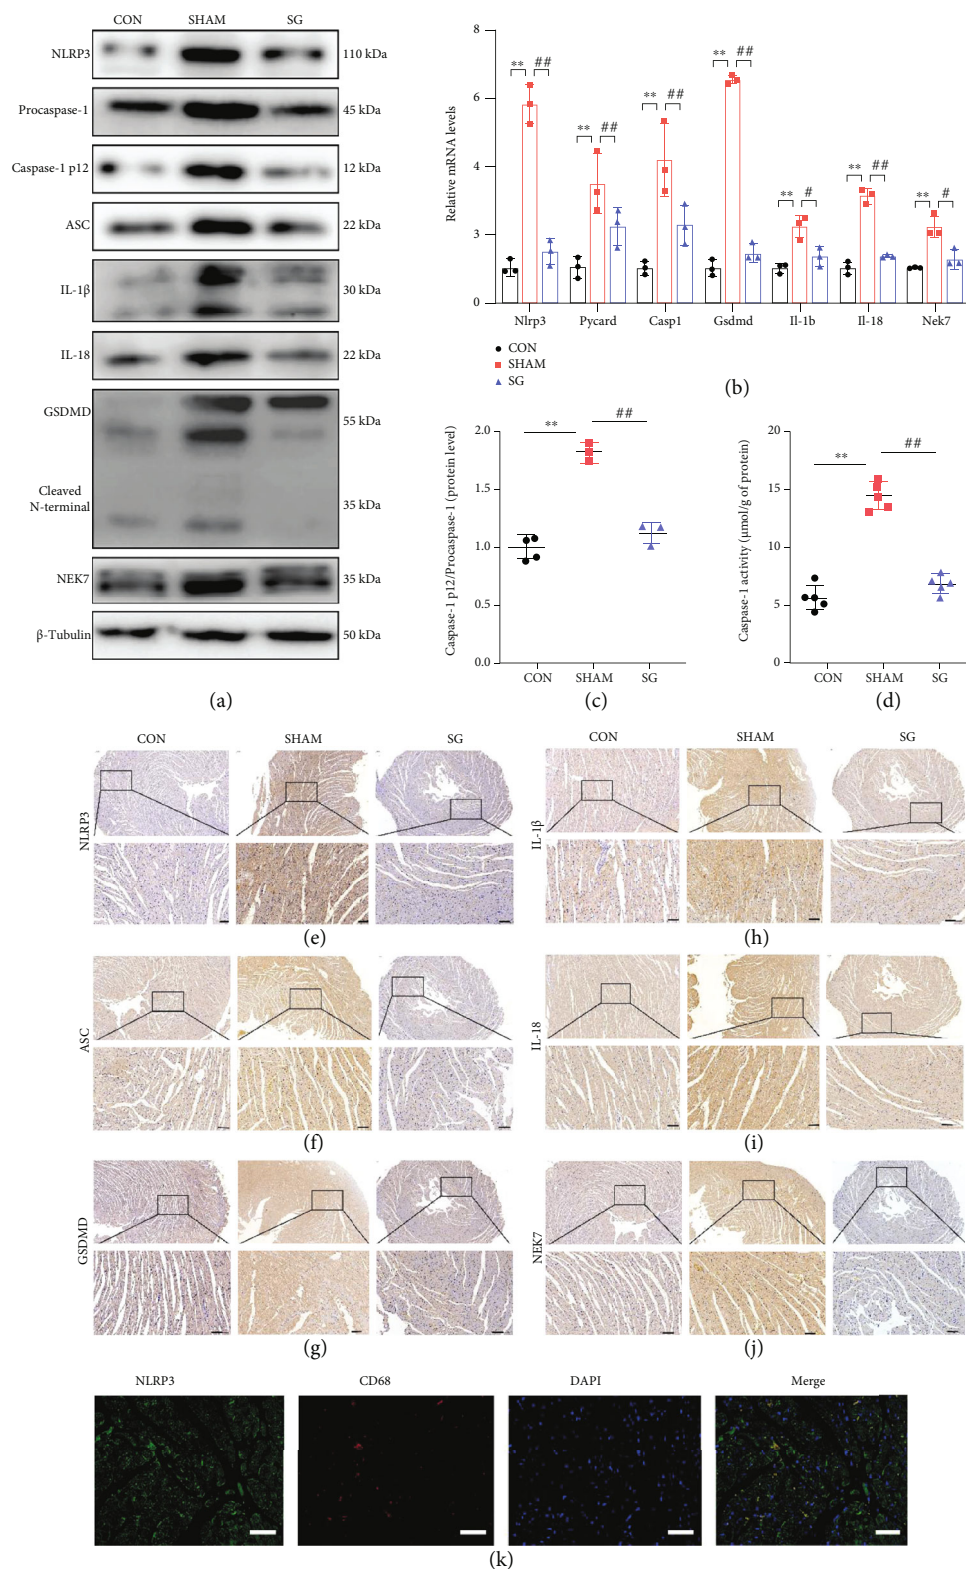 CON SHAM SG
NLRP3 110 kDa
Procaspase-1 45 kDa
Caspase-1 p12 12 kDa
ASC 22 kDa
IL-1β 30 kDa
IL-18 22 kDa
GSDMD 55 kDa
Cleaved
N-terminal 35 kDa
NEK7 35 kDa
β-Tubulin 50 kDa
(a)
Relative mRNA levels
8
6
4
2
0
** ## ** ## ** ## ** ## ** # ** ## ** #
Nlrp3 Pycard Casp1 Gsdmd Il-1b Il-18 Nek7
CON
SHAM
SG
(b)
Caspase-1 p12/Procaspase-1 (protein level)
2.0
1.5
1.0
0.5
0.0
** ##
CON SHAM SG
(c)
Caspase-1 activity (μmol/g of protein)
20
15
10
5
0
** ##
CON SHAM SG
(d)
CON SHAM SG
NLRP3
(e)
CON SHAM SG
IL-1β
(h)
ASC
(f)
IL-18
(i)
GSDMD
(g)
NEK7
(j)
NLRP3 CD68 DAPI Merge
(k)